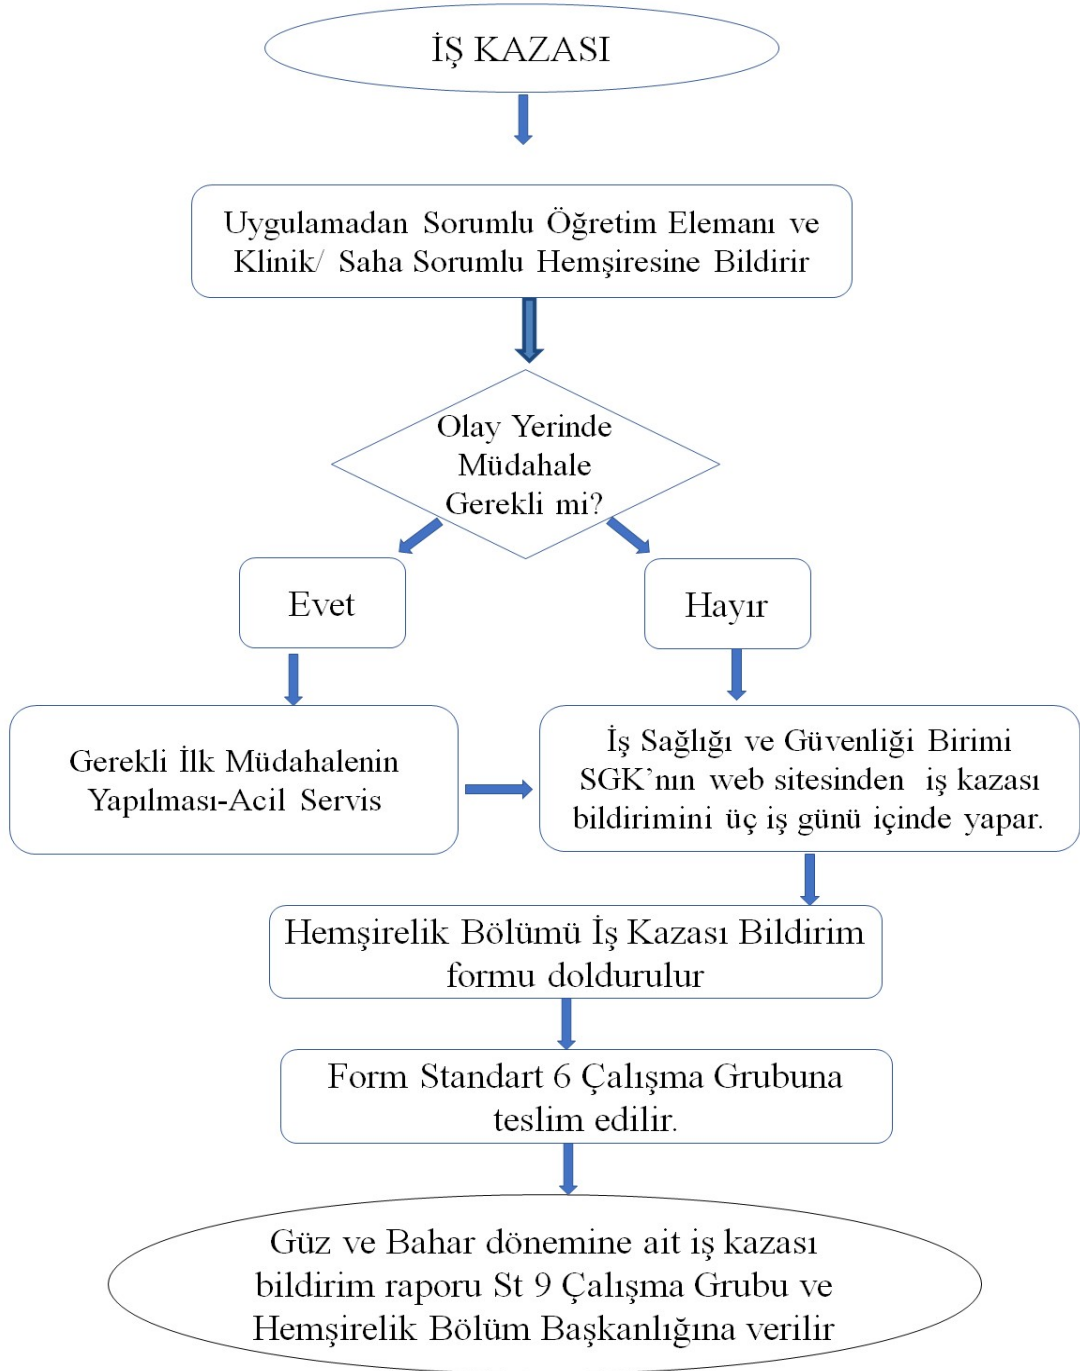 İŞ KAZASI
Uygulamadan Sorumlu Öğretim Elemanı ve
Klinik/ Saha Sorumlu Hemşiresine Bildirir
Olay Yerinde
Müdahale
Gerekli mi?
Evet
Hayır
Gerekli İlk Müdahalenin
Yapılması-Acil Servis
İş Sağlığı ve Güvenliği Birimi
SGK’nın web sitesinden iş kazası
bildirimini üç iş günü içinde yapar.
Hemşirelik Bölümü İş Kazası Bildirim
formu doldurulur
Form Standart 6 Çalışma Grubuna
teslim edilir.
Güz ve Bahar dönemine ait iş kazası
bildirim raporu St 9 Çalışma Grubu ve
Hemşirelik Bölüm Başkanlığına verilir